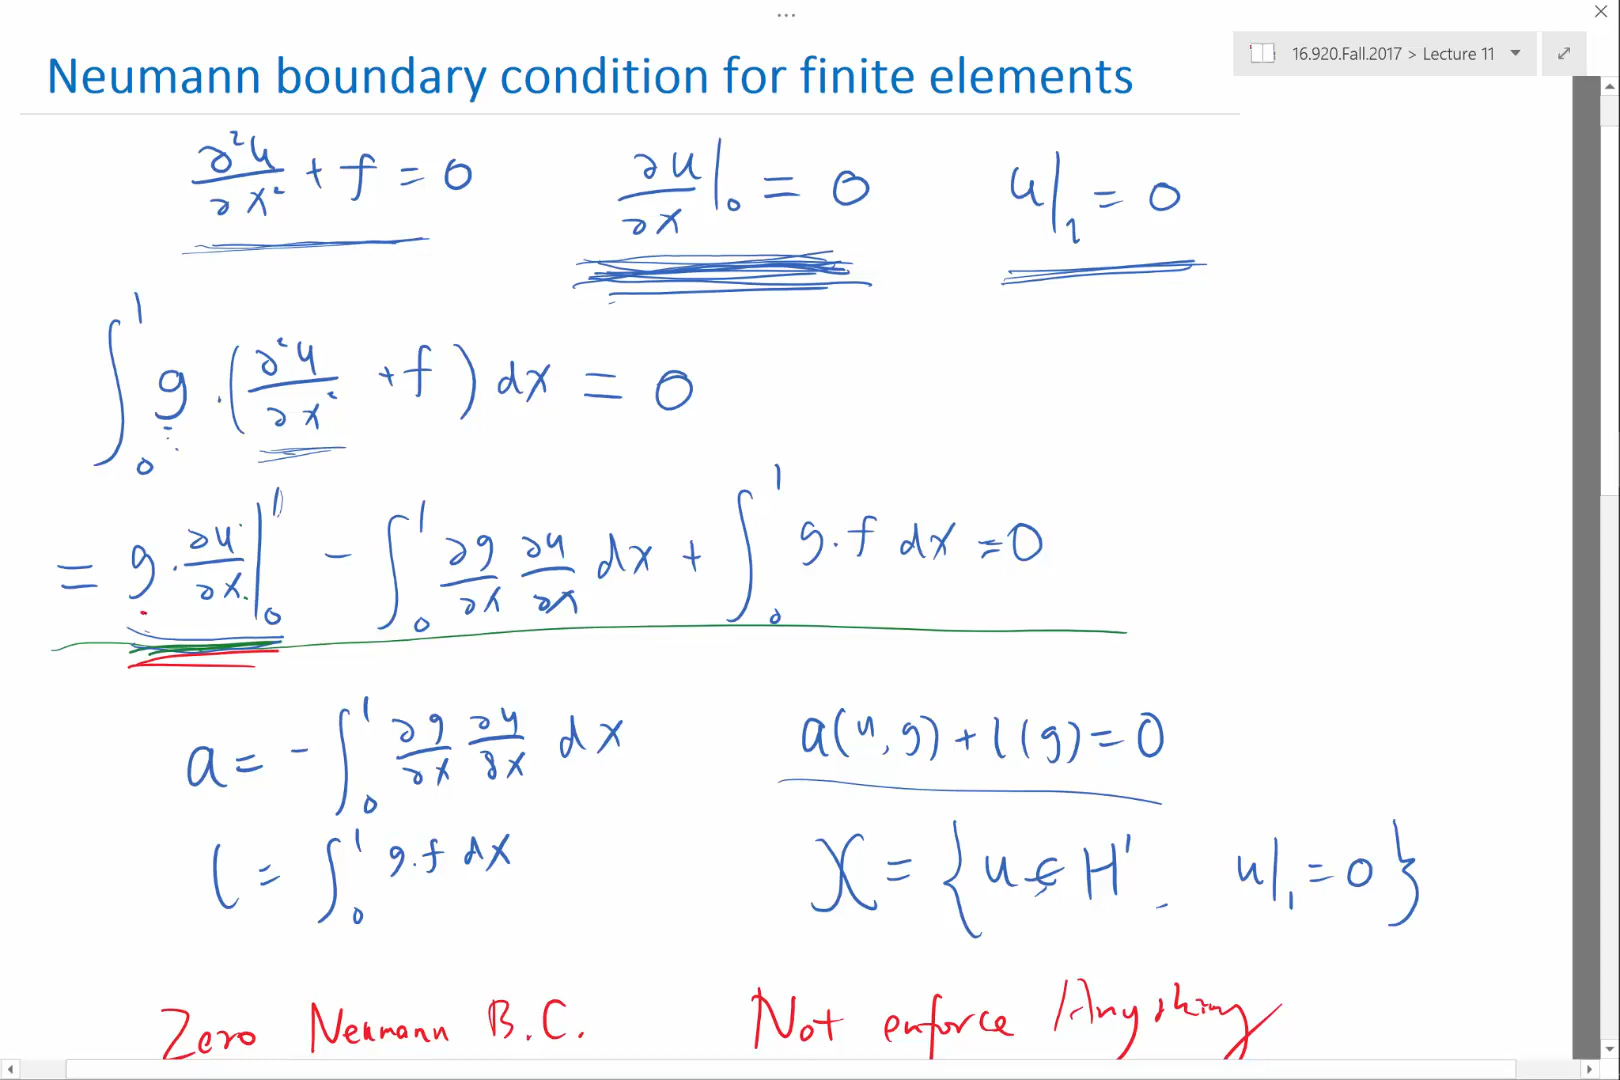 16.920.Fall.2017 > Lecture 11
Neumann boundary condition for finite elements
∂²u/∂x² + f = 0   ∂u/∂x|₀ = 0   u|₁ = 0
∫₀¹ g · (∂²u/∂x² + f) dx = 0
= g · ∂u/∂x |₀¹ − ∫₀¹ ∂g/∂x ∂u/∂x dx + ∫₀¹ g.f dx = 0
a = − ∫₀¹ ∂g/∂x ∂u/∂x dx   a(u, g) + l(g) = 0
l = ∫₀¹ g.f dx   X = { u ∈ H¹   u|₁ = 0 }
Zero Neumann B.C.   Not enforce Anything